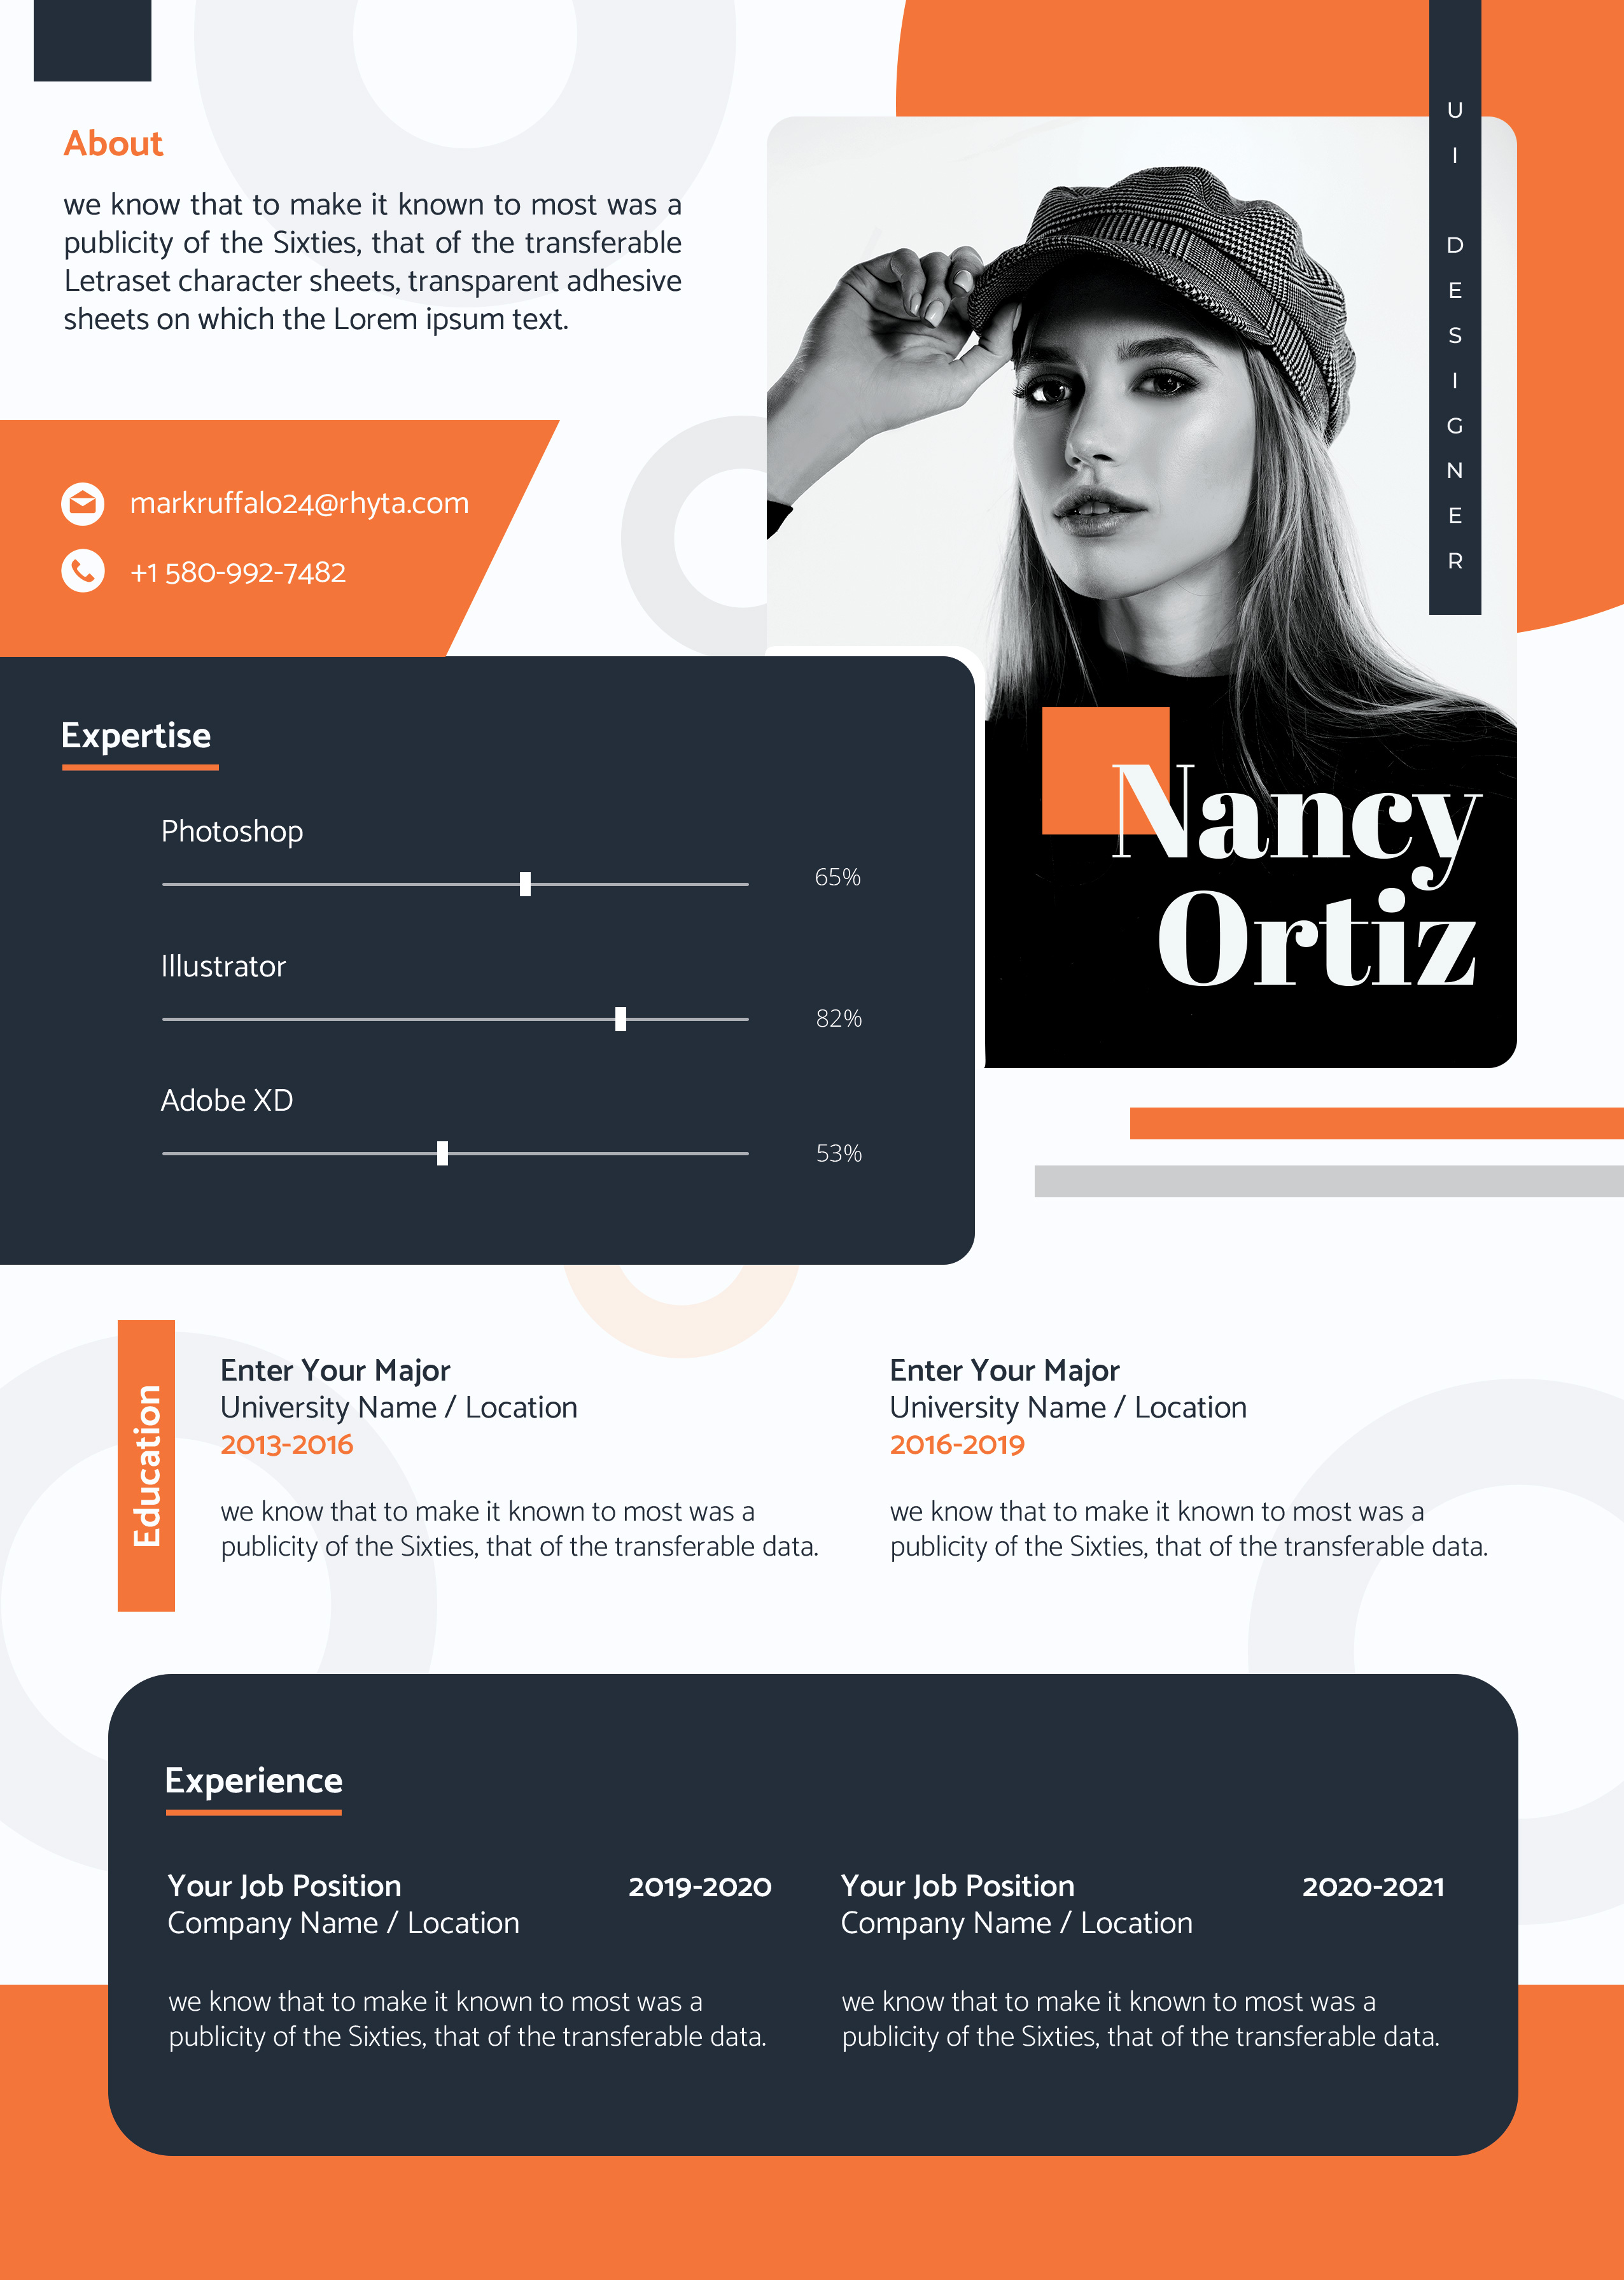 About
we know that to make it known to most was a
publicity of the Sixties, that of the transferable
Letraset character sheets, transparent adhesive
sheets on which the Lorem ipsum text.
markruffalo24@rhyta.com
+1 580-992-7482
UI DESIGNER
Nancy
Ortiz
Expertise
Photoshop
65%
Illustrator
82%
Adobe XD
53%
Education
Enter Your Major
University Name / Location
2013-2016
we know that to make it known to most was a
publicity of the Sixties, that of the transferable data.
Enter Your Major
University Name / Location
2016-2019
we know that to make it known to most was a
publicity of the Sixties, that of the transferable data.
Experience
Your Job Position 2019-2020
Company Name / Location
we know that to make it known to most was a
publicity of the Sixties, that of the transferable data.
Your Job Position 2020-2021
Company Name / Location
we know that to make it known to most was a
publicity of the Sixties, that of the transferable data.